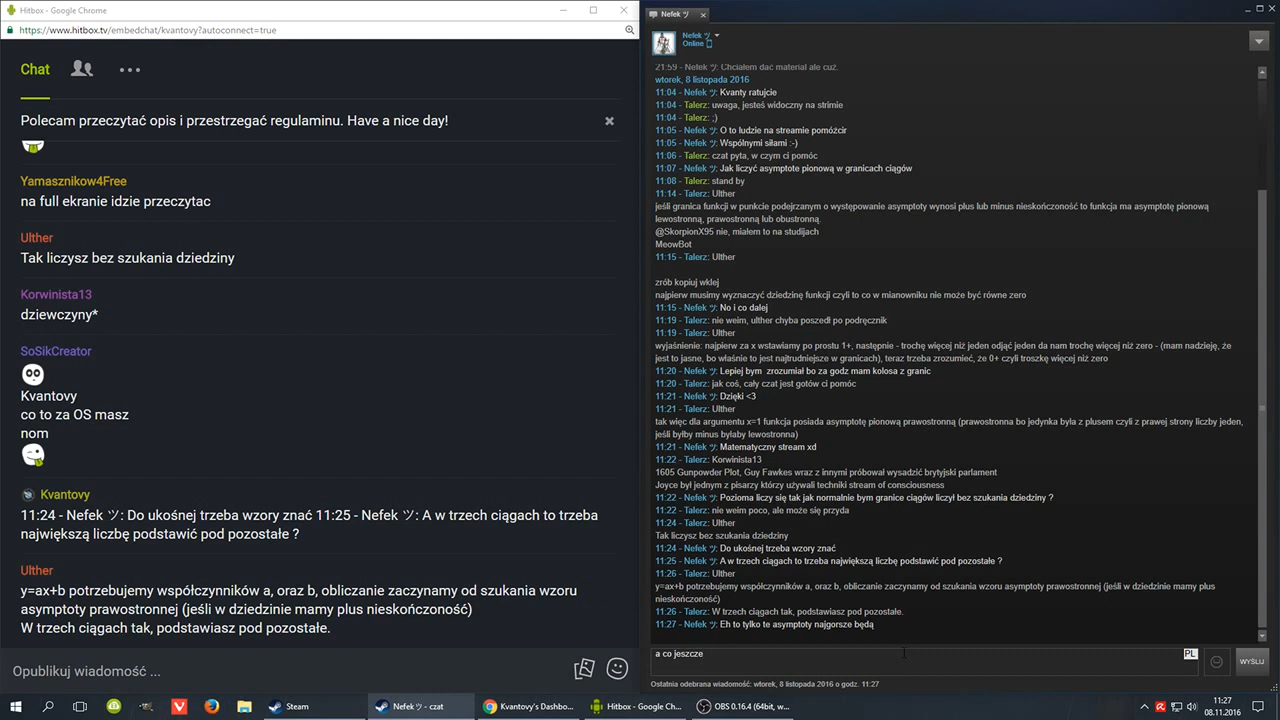 Hitbox - Google Chrome
https://www.hitbox.tv/embedchat/kvantovy?autoconnect=true
Chat
Polecam przeczytać opis i przestrzegać regulaminu. Have a nice day!
Yamasznikow4Free
na full ekranie idzie przeczytac
Ulther
Tak liczysz bez szukania dziedziny
Korwinista13
dziewczyny*
SoSikCreator
Kvantovy
co to za OS masz
nom
Kvantovy
11:24 - Nefek ツ: Do ukośnej trzeba wzory znać 11:25 - Nefek ツ: A w trzech ciągach to trzeba
największą liczbę podstawić pod pozostałe ?
Ulther
y=ax+b potrzebujemy współczynników a, oraz b, obliczanie zaczynamy od szukania wzoru
asymptoty prawostronnej (jeśli w dziedzinie mamy plus nieskończoność)
W trzech ciągach tak, podstawiasz pod pozostałe.
Opublikuj wiadomość ...
Nefek ツ
Nefek ツ
Online
21:59 - Nefek ツ: Chciałem dać materiał ale cuż.
wtorek, 8 listopada 2016
11:04 - Nefek ツ: Kvanty ratujcie
11:04 - Talerz: uwaga, jesteś widoczny na strimie
11:04 - Talerz: ;)
11:05 - Nefek ツ: O to ludzie na streamie pomóżcir
11:05 - Nefek ツ: Wspólnymi siłami :-)
11:06 - Talerz: czat pyta, w czym ci pomóc
11:07 - Nefek ツ: Jak liczyć asymptote pionową w granicach ciągów
11:08 - Talerz: stand by
11:14 - Talerz: Ulther
jeśli granica funkcji w punkcie podejrzanym o występowanie asymptoty wynosi plus lub minus nieskończoność to funkcja ma asymptotę pionową
lewostronną, prawostronną lub obustronną.
@SkorpionX95 nie, miałem to na studijach
MeowBot
11:15 - Talerz: Ulther
zrób kopiuj wklej
najpierw musimy wyznaczyć dziedzinę funkcji czyli to co w mianowniku nie może być równe zero
11:15 - Nefek ツ: No i co dalej
11:19 - Talerz: nie weim, ulther chyba poszedł po podręcznik
11:19 - Talerz: Ulther
wyjaśnienie: najpierw za x wstawiamy po prostu 1+, następnie - trochę więcej niż jeden odjąć jeden da nam trochę więcej niż zero - (mam nadzieję, że
jest to jasne, bo właśnie to jest najtrudniejsze w granicach), teraz trzeba zrozumieć, że 0+ czyli troszkę więcej niż zero
11:20 - Nefek ツ: Lepiej bym  zrozumiał bo za godz mam kolosa z granic
11:20 - Talerz: jak coś, cały czat jest gotów ci pomóc
11:21 - Nefek ツ: Dzięki <3
11:21 - Talerz: Ulther
tak więc dla argumentu x=1 funkcja posiada asymptotę pionową prawostronną (prawostronna bo jedynka była z plusem czyli z prawej strony liczby jeden,
jeśli byłby minus byłaby lewostronna)
11:21 - Nefek ツ: Matematyczny stream xd
11:22 - Talerz: Korwinista13
1605 Gunpowder Plot, Guy Fawkes wraz z innymi próbował wysadzić brytyjski parlament
Joyce był jednym z pisarzy którzy używali techniki stream of consciousness
11:22 - Nefek ツ: Pozioma liczy się tak jak normalnie bym granice ciągów liczył bez szukania dziedziny ?
11:22 - Talerz: nie weim poco, ale może się przyda
11:24 - Talerz: Ulther
Tak liczysz bez szukania dziedziny
11:24 - Nefek ツ: Do ukośnej trzeba wzory znać
11:25 - Nefek ツ: A w trzech ciągach to trzeba największą liczbę podstawić pod pozostałe ?
11:26 - Talerz: Ulther
y=ax+b potrzebujemy współczynników a, oraz b, obliczanie zaczynamy od szukania wzoru asymptoty prawostronnej (jeśli w dziedzinie mamy plus
nieskończoność)
11:26 - Talerz: W trzech ciągach tak, podstawiasz pod pozostałe.
11:27 - Nefek ツ: Eh to tylko te asymptoty najgorsze będą
a co jeszcze
PL
WYŚLIJ
Ostatnia odebrana wiadomość: wtorek, 8 listopada 2016 o godz. 11:27
Steam
Nefek ツ - czat
Kvantovy's Dashbo...
Hitbox - Google Ch...
OBS 0.16.4 (64bit, w...
11:27
08.11.2016